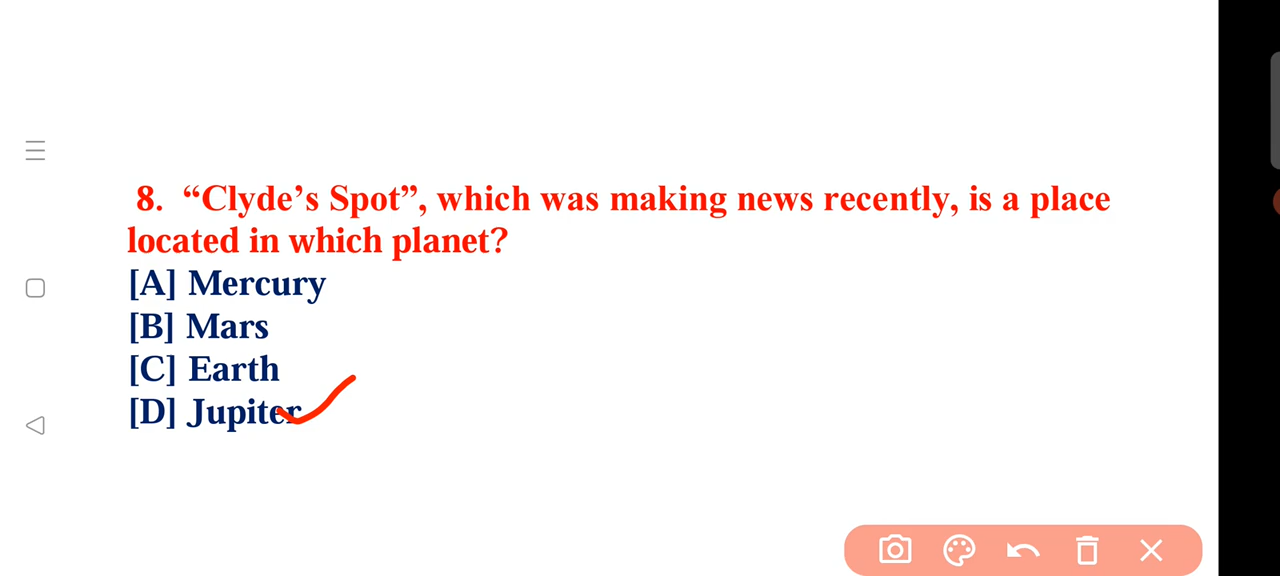 8. “Clyde’s Spot”, which was making news recently, is a place
located in which planet?
[A] Mercury
[B] Mars
[C] Earth
[D] Jupiter